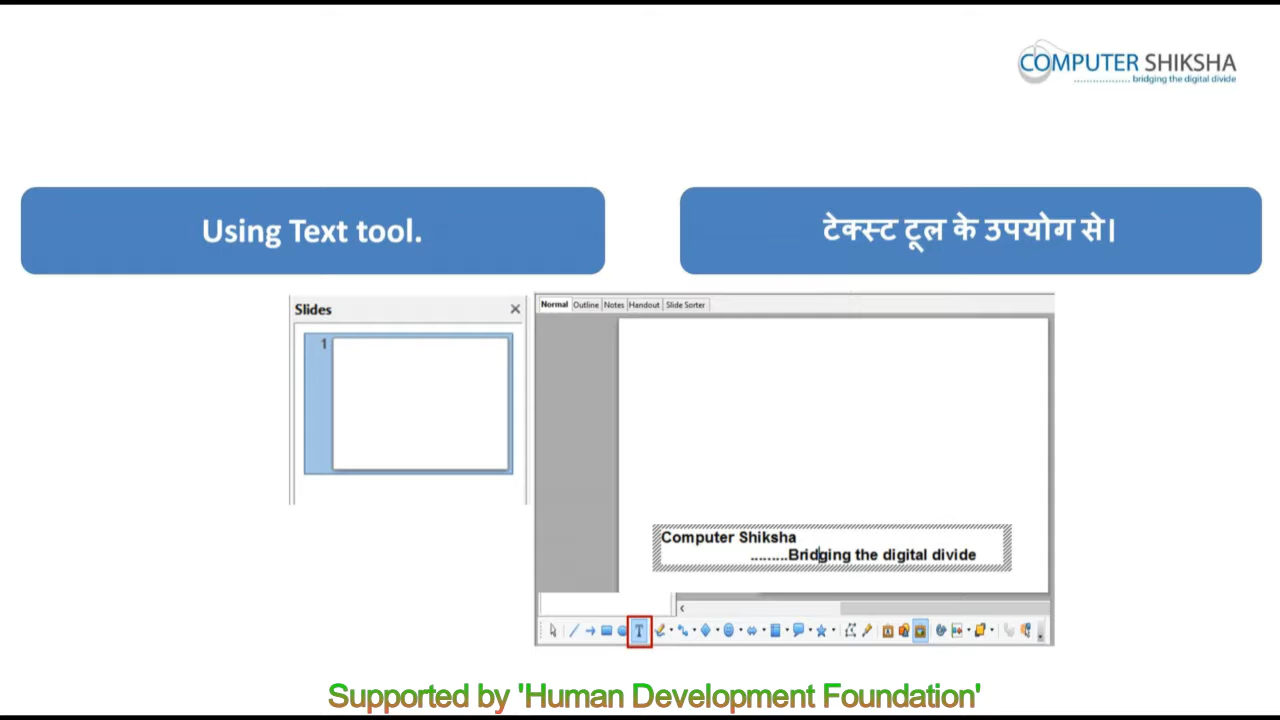 COMPUTER SHIKSHA
.................. bridging the digital divide
Using Text tool.
टेक्स्ट टूल के उपयोग से।
Slides
1
Normal Outline Notes Handout Slide Sorter
Computer Shiksha
.........Bridging the digital divide
T
Supported by 'Human Development Foundation'